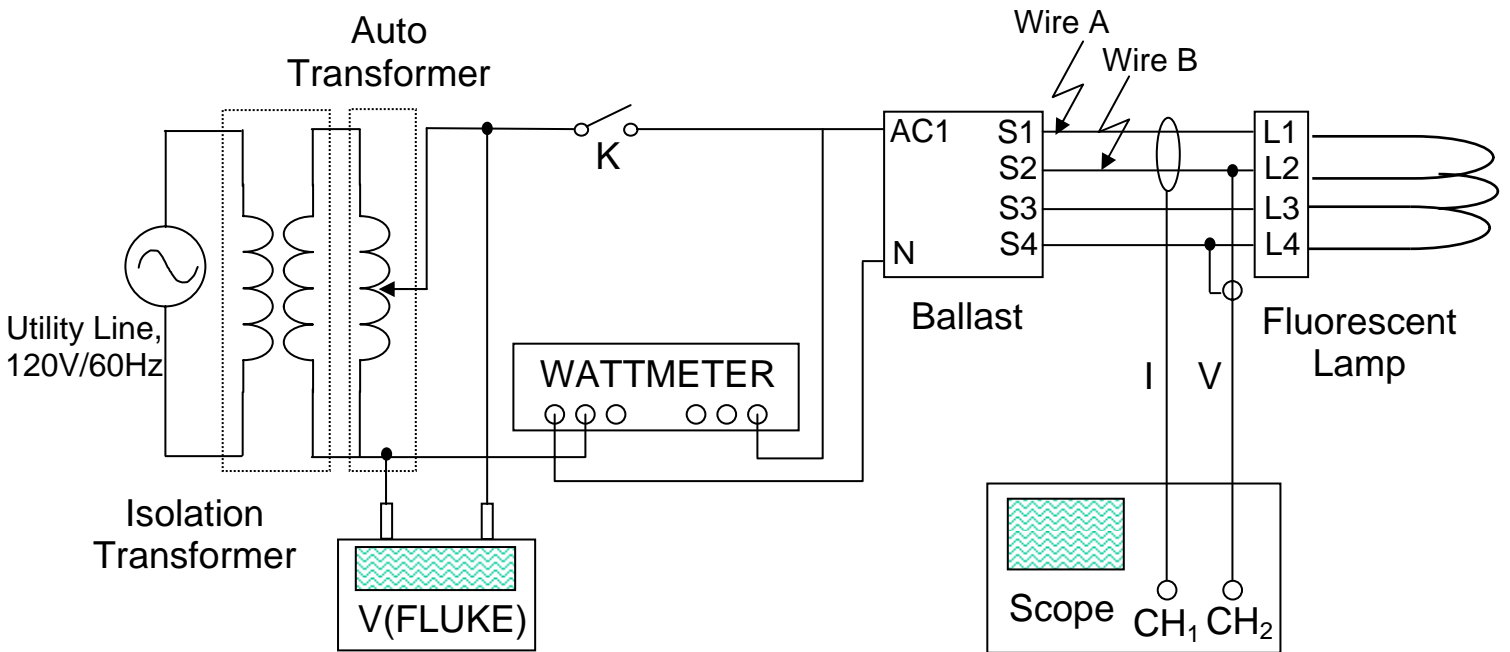 Auto
Transformer
Wire A
Wire B
K
AC1
S1
S2
S3
S4
N
L1
L2
L3
L4
Ballast
Fluorescent
Lamp
Utility Line,
120V/60Hz
WATTMETER
I
V
Isolation
Transformer
V(FLUKE)
Scope
CH₁
CH₂